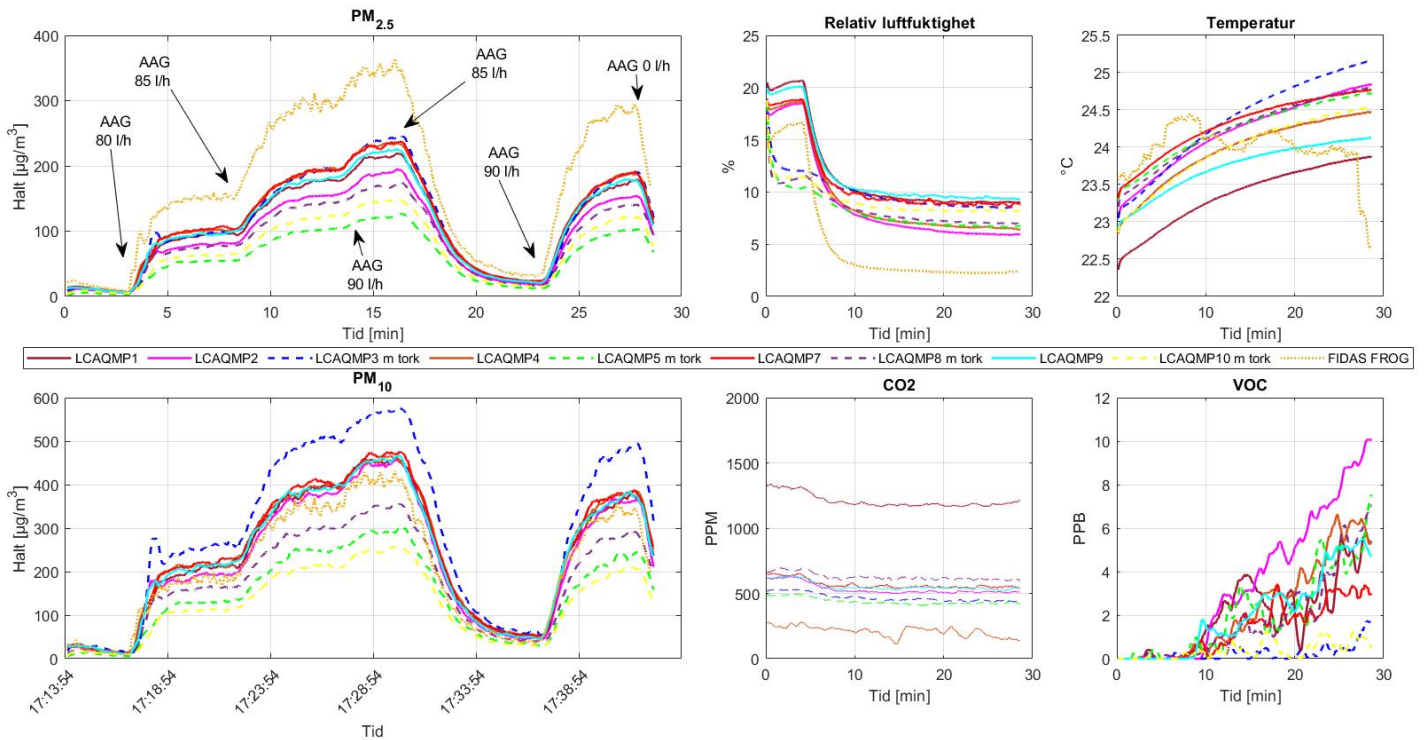 PM2.5
Halt [µg/m3]
400
300
200
100
0
AAG
80 l/h
AAG
85 l/h
AAG
85 l/h
AAG
90 l/h
AAG
90 l/h
AAG 0 l/h
0 5 10 15 20 25 30
Tid [min]
Relativ luftfuktighet
%
25
20
15
10
5
0
0 10 20 30
Tid [min]
Temperatur
°C
25.5
25
24.5
24
23.5
23
22.5
22
0 10 20 30
Tid [min]
LCAQMP1 LCAQMP2 LCAQMP3 m tork LCAQMP4 LCAQMP5 m tork LCAQMP7 LCAQMP8 m tork LCAQMP9 LCAQMP10 m tork FIDAS FROG
PM10
Halt [µg/m3]
600
500
400
300
200
100
0
17:13:54 17:18:54 17:23:54 17:28:54 17:33:54 17:38:54
Tid
CO2
PPM
2000
1500
1000
500
0
0 10 20 30
Tid [min]
VOC
PPB
12
10
8
6
4
2
0
0 10 20 30
Tid [min]